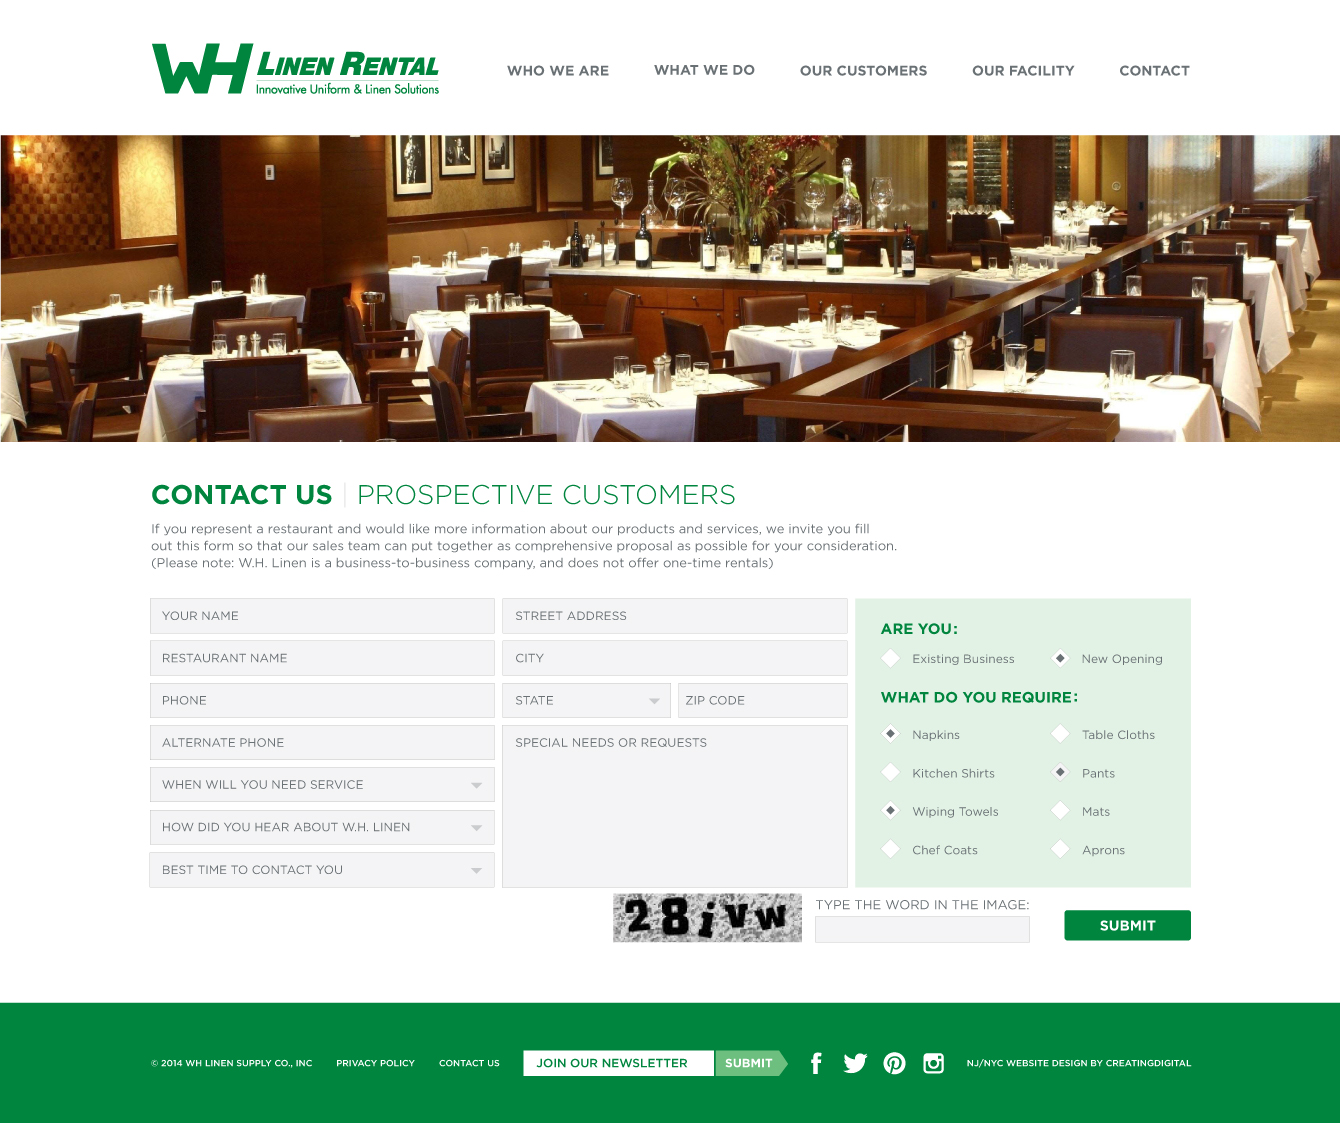 WH LINEN RENTAL
Innovative Uniform & Linen Solutions
WHO WE ARE
WHAT WE DO
OUR CUSTOMERS
OUR FACILITY
CONTACT
CONTACT US | PROSPECTIVE CUSTOMERS
If you represent a restaurant and would like more information about our products and services, we invite you fill
out this form so that our sales team can put together as comprehensive proposal as possible for your consideration.
(Please note: W.H. Linen is a business-to-business company, and does not offer one-time rentals)
YOUR NAME
RESTAURANT NAME
PHONE
ALTERNATE PHONE
WHEN WILL YOU NEED SERVICE
HOW DID YOU HEAR ABOUT W.H. LINEN
BEST TIME TO CONTACT YOU
STREET ADDRESS
CITY
STATE
ZIP CODE
SPECIAL NEEDS OR REQUESTS
ARE YOU:
Existing Business
New Opening
WHAT DO YOU REQUIRE:
Napkins
Table Cloths
Kitchen Shirts
Pants
Wiping Towels
Mats
Chef Coats
Aprons
28ivw
TYPE THE WORD IN THE IMAGE:
SUBMIT
© 2014 WH LINEN SUPPLY CO., INC
PRIVACY POLICY
CONTACT US
JOIN OUR NEWSLETTER
SUBMIT
NJ/NYC WEBSITE DESIGN BY CREATINGDIGITAL